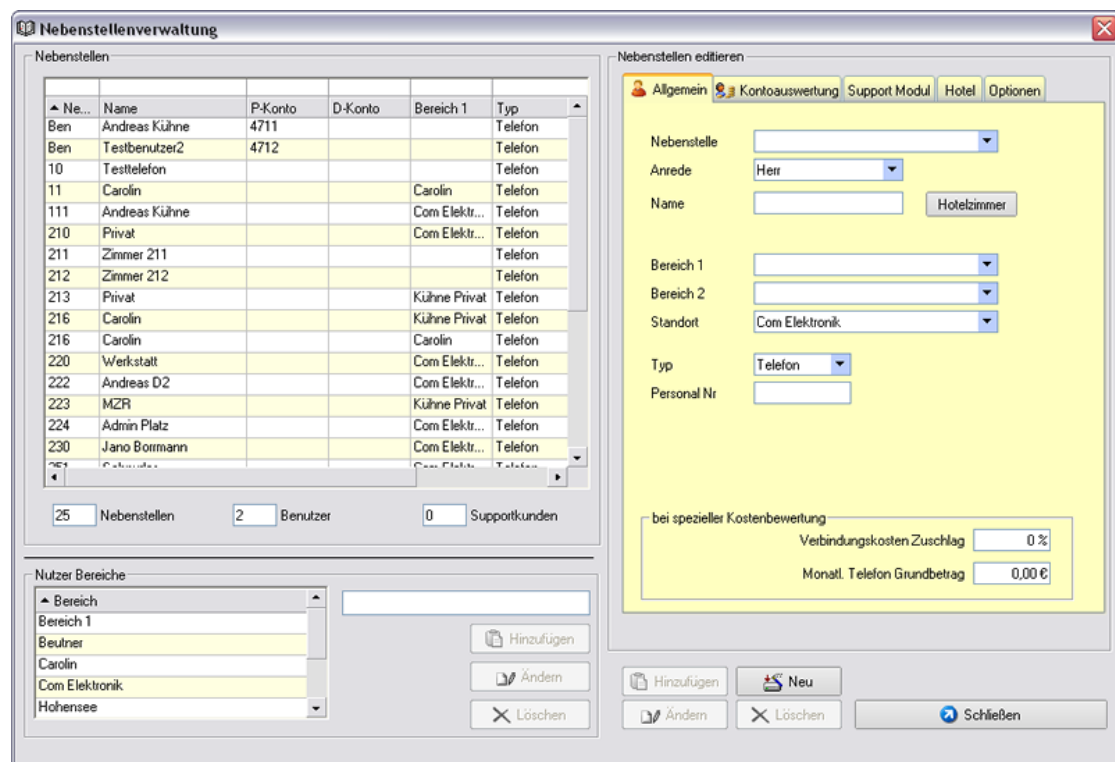 Nebenstellenverwaltung
Nebenstellen
Ne... Name P-Konto D-Konto Bereich 1 Typ
Ben Andreas Kühne 4711 Telefon
Ben Testbenutzer2 4712 Telefon
10 Testtelefon Telefon
11 Carolin Carolin Telefon
111 Andreas Kühne Com Elektr... Telefon
210 Privat Com Elektr... Telefon
211 Zimmer 211 Telefon
212 Zimmer 212 Telefon
213 Privat Kühne Privat Telefon
216 Carolin Kühne Privat Telefon
216 Carolin Carolin Telefon
220 Werkstatt Com Elektr... Telefon
222 Andreas D2 Com Elektr... Telefon
223 MZR Kühne Privat Telefon
224 Admin Platz Com Elektr... Telefon
230 Jano Borrmann Com Elektr... Telefon
25 Nebenstellen 2 Benutzer 0 Supportkunden
Nutzer Bereiche
Bereich
Bereich 1
Beutner
Carolin
Com Elektronik
Hohensee
Hinzufügen
Ändern
Löschen
Nebenstellen editieren
Allgemein Kontoauswertung Support Modul Hotel Optionen
Nebenstelle
Anrede Herr
Name Hotelzimmer
Bereich 1
Bereich 2
Standort Com Elektronik
Typ Telefon
Personal Nr
bei spezieller Kostenbewertung
Verbindungskosten Zuschlag 0 %
Monatl. Telefon Grundbetrag 0,00 €
Hinzufügen Neu
Ändern Löschen Schließen